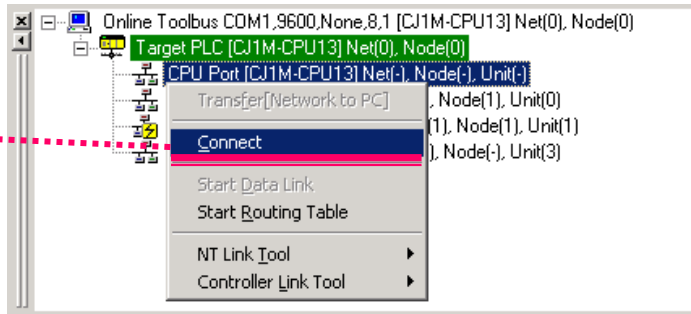 Online Toolbus COM1,9600,None,8,1 [CJ1M-CPU13] Net(0), Node(0)
Target PLC [CJ1M-CPU13] Net(0), Node(0)
CPU Port [CJ1M-CPU13] Net(-), Node(-), Unit(-)
Transfer[Network to PC] , Node(1), Unit(0)
(1), Node(1), Unit(1)
Connect
), Node(-), Unit(3)
Start Data Link
Start Routing Table
NT Link Tool
Controller Link Tool